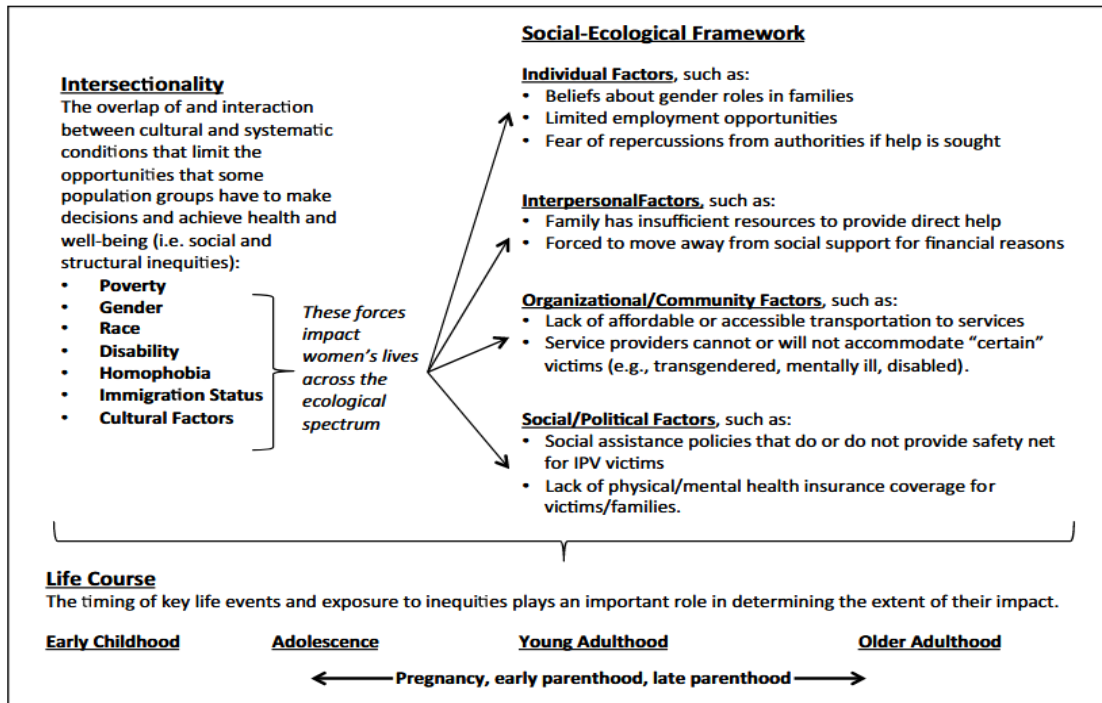 Social-Ecological Framework
Intersectionality
The overlap of and interaction
between cultural and systematic
conditions that limit the
opportunities that some
population groups have to make
decisions and achieve health and
well-being (i.e. social and
structural inequities):
• Poverty
• Gender
• Race
• Disability
• Homophobia
• Immigration Status
• Cultural Factors
These forces
impact
women's lives
across the
ecological
spectrum
Individual Factors, such as:
• Beliefs about gender roles in families
• Limited employment opportunities
• Fear of repercussions from authorities if help is sought
InterpersonalFactors, such as:
• Family has insufficient resources to provide direct help
• Forced to move away from social support for financial reasons
Organizational/Community Factors, such as:
• Lack of affordable or accessible transportation to services
• Service providers cannot or will not accommodate “certain”
victims (e.g., transgendered, mentally ill, disabled).
Social/Political Factors, such as:
• Social assistance policies that do or do not provide safety net
for IPV victims
• Lack of physical/mental health insurance coverage for
victims/families.
Life Course
The timing of key life events and exposure to inequities plays an important role in determining the extent of their impact.
Early Childhood Adolescence Young Adulthood Older Adulthood
Pregnancy, early parenthood, late parenthood